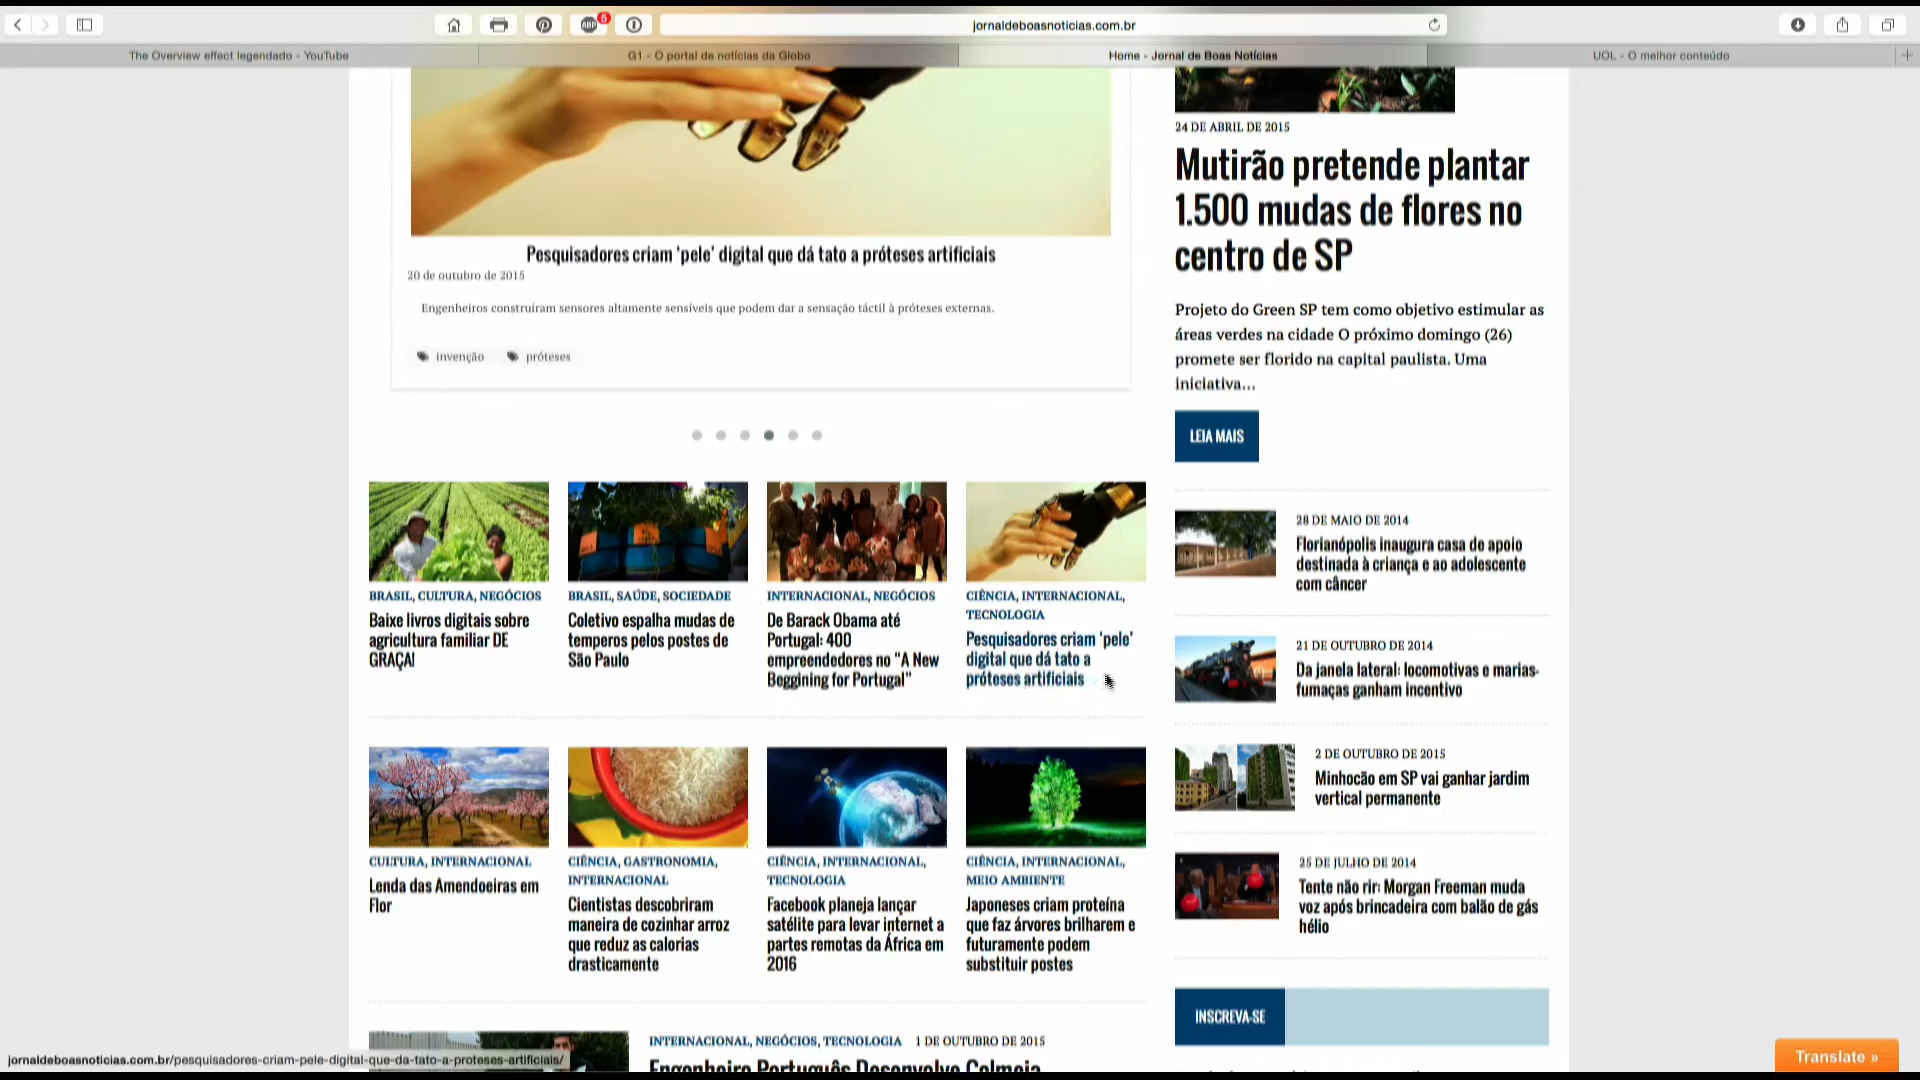 jornaldeboasnoticias.com.br
The Overview effect legendado - YouTube
G1 - O portal de notícias da Globo
Home - Jornal de Boas Notícias
UOL - O melhor conteúdo
Pesquisadores criam ‘pele’ digital que dá tato a próteses artificiais
20 de outubro de 2015
Engenheiros construíram sensores altamente sensíveis que podem dar a sensação táctil à próteses externas.
invenção
próteses
BRASIL, CULTURA, NEGÓCIOS
Baixe livros digitais sobre
agricultura familiar DE
GRAÇA!
BRASIL, SAÚDE, SOCIEDADE
Coletivo espalha mudas de
temperos pelos postes de
São Paulo
INTERNACIONAL, NEGÓCIOS
De Barack Obama até
Portugal: 400
empreendedores no "A New
Beggining for Portugal"
CIÊNCIA, INTERNACIONAL,
TECNOLOGIA
Pesquisadores criam ‘pele’
digital que dá tato a
próteses artificiais
CULTURA, INTERNACIONAL
Lenda das Amendoeiras em
Flor
CIÊNCIA, GASTRONOMIA,
INTERNACIONAL
Cientistas descobriram
maneira de cozinhar arroz
que reduz as calorias
drasticamente
CIÊNCIA, INTERNACIONAL,
TECNOLOGIA
Facebook planeja lançar
satélite para levar internet a
partes remotas da África em
2016
CIÊNCIA, INTERNACIONAL,
MEIO AMBIENTE
Japoneses criam proteína
que faz árvores brilharem e
futuramente podem
substituir postes
INTERNACIONAL, NEGÓCIOS, TECNOLOGIA 1 DE OUTUBRO DE 2015
Engenheiro Português Desenvolve Colmeia
24 DE ABRIL DE 2015
Mutirão pretende plantar
1.500 mudas de flores no
centro de SP
Projeto do Green SP tem como objetivo estimular as
áreas verdes na cidade O próximo domingo (26)
promete ser florido na capital paulista. Uma
iniciativa...
LEIA MAIS
28 DE MAIO DE 2014
Florianópolis inaugura casa de apoio
destinada à criança e ao adolescente
com câncer
21 DE OUTUBRO DE 2014
Da janela lateral: locomotivas e marias-
fumaças ganham incentivo
2 DE OUTUBRO DE 2015
Minhocão em SP vai ganhar jardim
vertical permanente
25 DE JULHO DE 2014
Tente não rir: Morgan Freeman muda
voz após brincadeira com balão de gás
hélio
INSCREVA-SE
jornaldeboasnoticias.com.br/pesquisadores-criam-pele-digital-que-da-tato-a-proteses-artificiais/
Translate »